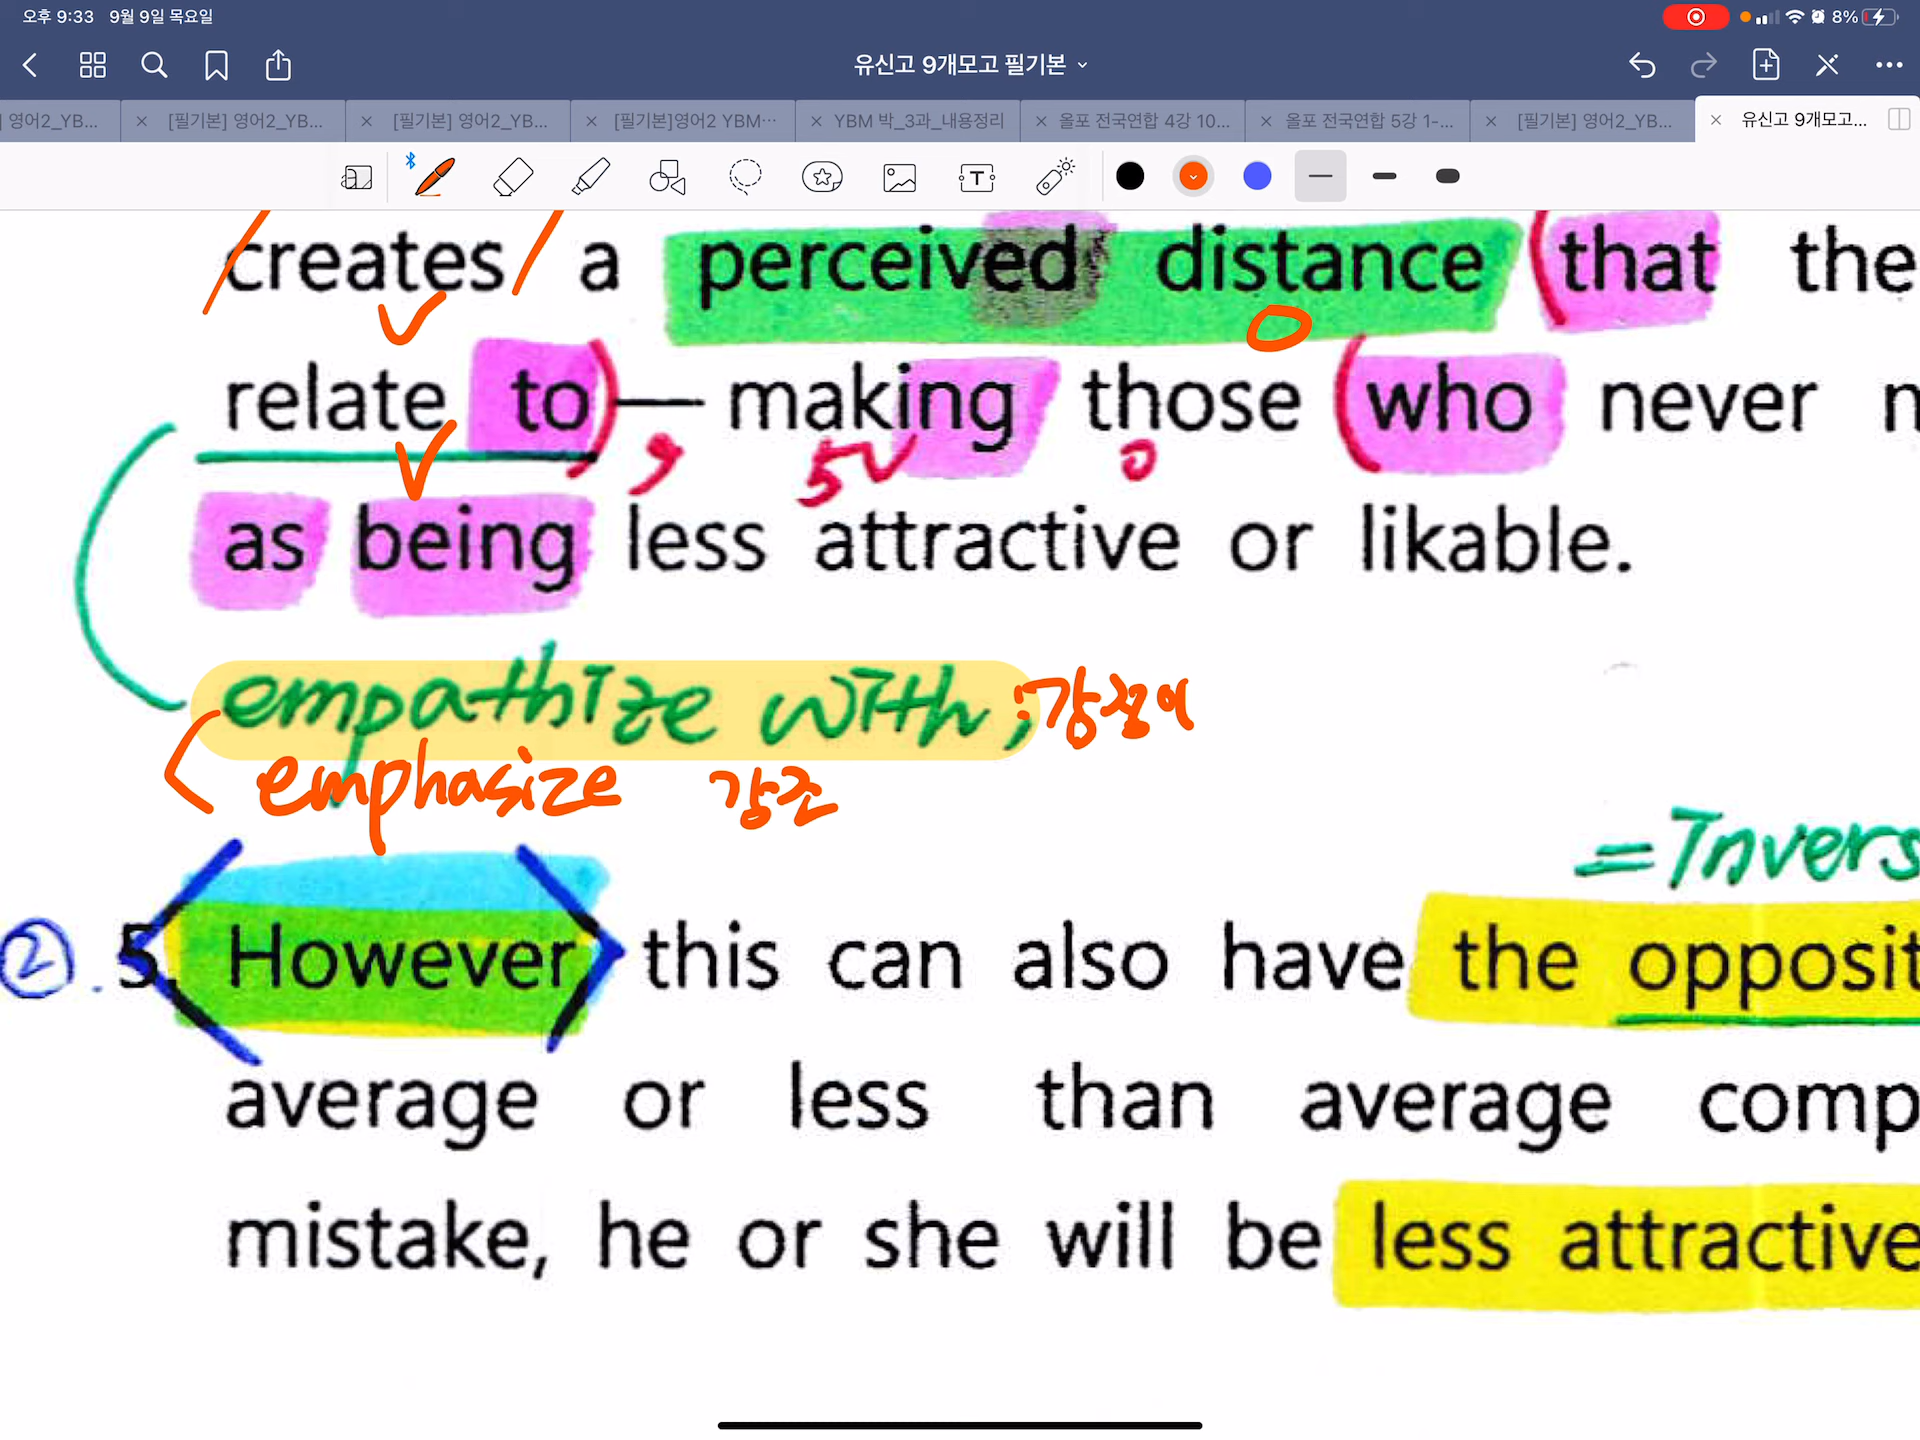 오후 9:33 9월 9일 목요일
8%
유신고 9개모고 필기본
영어2_YB...
[필기본] 영어2_YB...
[필기본] 영어2_YB...
[필기본]영어2 YBM...
YBM 박_3과_내용정리
올포 전국연합 4강 10...
올포 전국연합 5강 1-...
[필기본] 영어2_YB...
유신고 9개모고...
creates a perceived distance (that the
relate to) — making those (who never
, 5V o
as being less attractive or likable.
empathize with ;
emphasize 강조
= Invers
② 5. However, this can also have the opposit
average or less than average comp
mistake, he or she will be less attractive